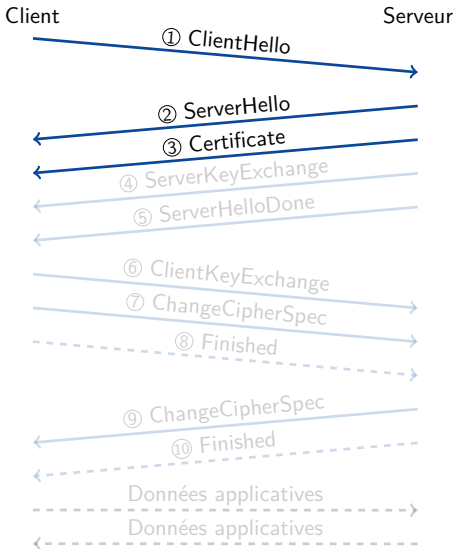 Client Serveur
① ClientHello
② ServerHello
③ Certificate
④ ServerKeyExchange
⑤ ServerHelloDone
⑥ ClientKeyExchange
⑦ ChangeCipherSpec
⑧ Finished
⑨ ChangeCipherSpec
⑩ Finished
Données applicatives
Données applicatives